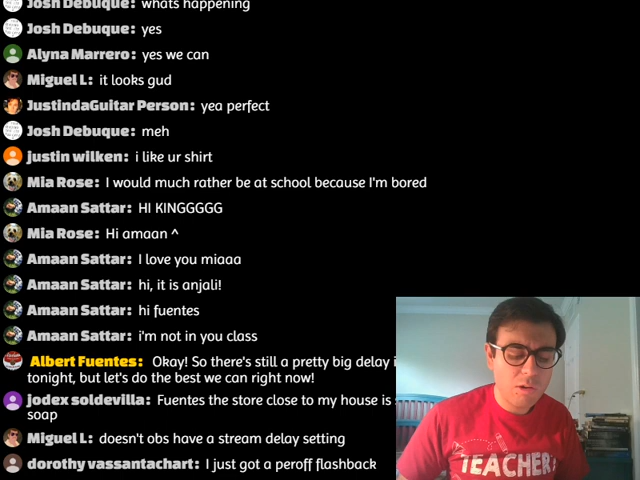 Josh Debuque: whats happening
Josh Debuque: yes
Alyna Marrero: yes we can
Miguel L: it looks gud
JustindaGuitar Person: yea perfect
Josh Debuque: meh
justin wilken: i like ur shirt
Mia Rose: I would much rather be at school because I'm bored
Amaan Sattar: HI KINGGGGG
Mia Rose: Hi amaan ^
Amaan Sattar: I love you miaaa
Amaan Sattar: hi, it is anjali!
Amaan Sattar: hi fuentes
Amaan Sattar: i'm not in you class
Albert Fuentes: Okay! So there's still a pretty big delay
tonight, but let's do the best we can right now!
jodex soldevilla: Fuentes the store close to my house is
soap
Miguel L: doesn't obs have a stream delay setting
dorothy vassantachart: I just got a peroff flashback
TEACHER